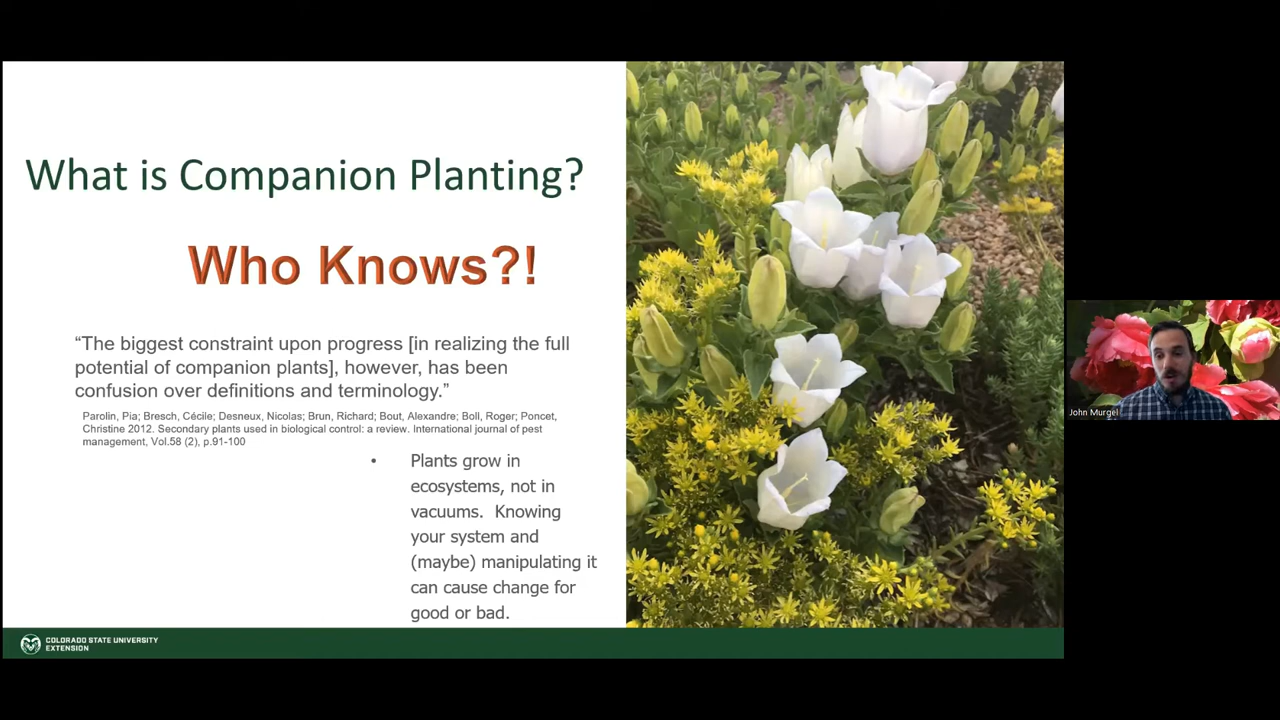 What is Companion Planting?
Who Knows?!
“The biggest constraint upon progress [in realizing the full
potential of companion plants], however, has been
confusion over definitions and terminology.”
Parolin, Pia; Bresch, Cécile; Desneux, Nicolas; Brun, Richard; Bout, Alexandre; Boll, Roger; Poncet,
Christine 2012. Secondary plants used in biological control: a review. International journal of pest
management, Vol.58 (2), p.91-100
• Plants grow in
ecosystems, not in
vacuums.  Knowing
your system and
(maybe) manipulating it
can cause change for
good or bad.
COLORADO STATE UNIVERSITY
EXTENSION
John Murgel